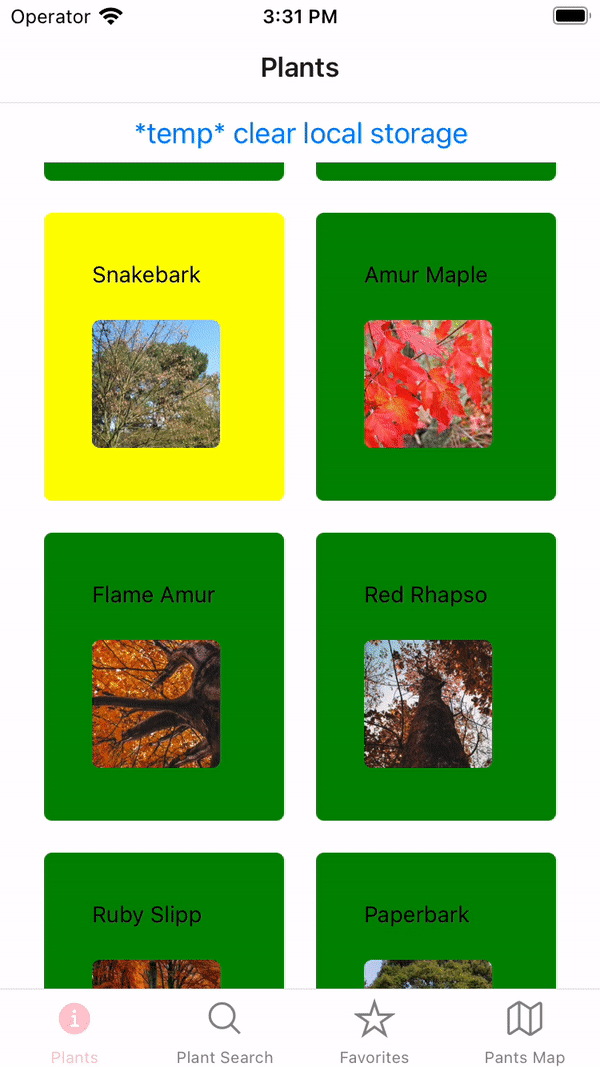 Operator 3:31 PM
Plants
*temp* clear local storage
Snakebark Amur Maple
Flame Amur Red Rhapso
Ruby Slipp Paperbark
Plants Plant Search Favorites Pants Map